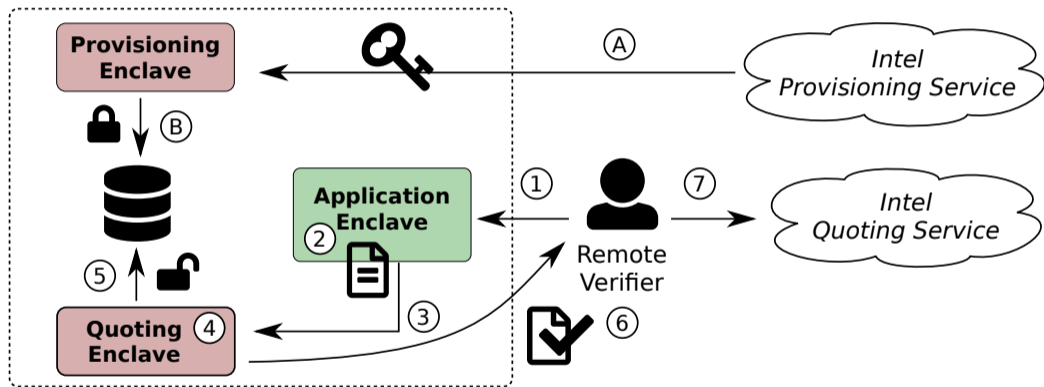 Provisioning
Enclave
A
Intel
Provisioning Service
B
Application
Enclave
1
7
Intel
Quoting Service
2
Remote
Verifier
5
3
6
Quoting
Enclave
4